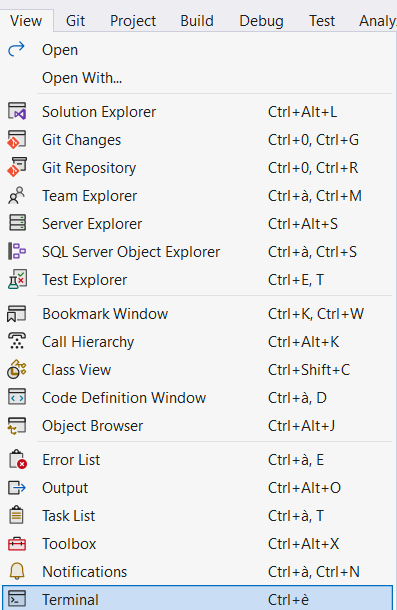 View Git Project Build Debug Test Analy
Open
Open With...
Solution Explorer Ctrl+Alt+L
Git Changes Ctrl+0, Ctrl+G
Git Repository Ctrl+0, Ctrl+R
Team Explorer Ctrl+à, Ctrl+M
Server Explorer Ctrl+Alt+S
SQL Server Object Explorer Ctrl+à, Ctrl+S
Test Explorer Ctrl+E, T
Bookmark Window Ctrl+K, Ctrl+W
Call Hierarchy Ctrl+Alt+K
Class View Ctrl+Shift+C
Code Definition Window Ctrl+à, D
Object Browser Ctrl+Alt+J
Error List Ctrl+à, E
Output Ctrl+Alt+O
Task List Ctrl+à, T
Toolbox Ctrl+Alt+X
Notifications Ctrl+à, Ctrl+N
Terminal Ctrl+è